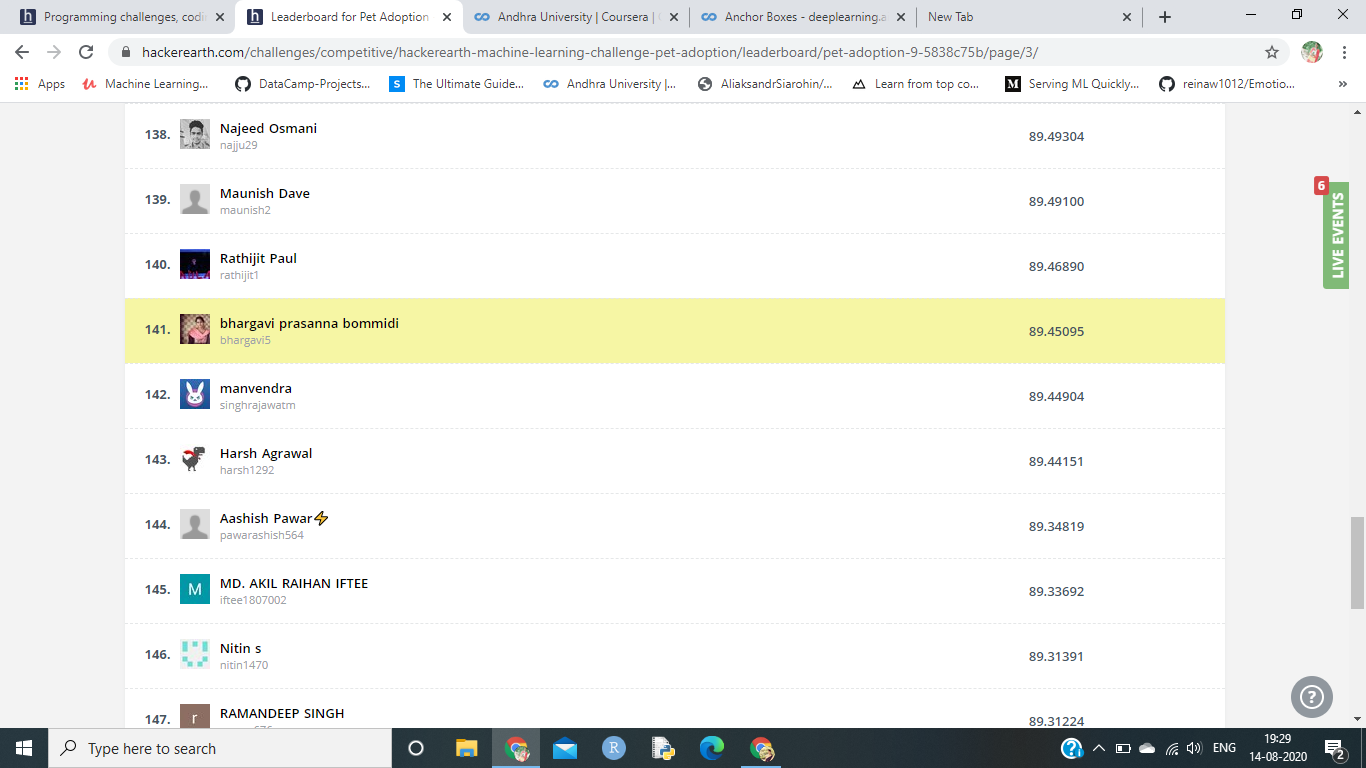 Programming challenges, codi
Leaderboard for Pet Adoption
Andhra University | Coursera |
Anchor Boxes - deeplearning.a
New Tab
hackerearth.com/challenges/competitive/hackerearth-machine-learning-challenge-pet-adoption/leaderboard/pet-adoption-9-5838c75b/page/3/
Apps
Machine Learning...
DataCamp-Projects...
S
The Ultimate Guide...
Andhra University |...
AliaksandrSiarohin/...
Learn from top co...
M
Serving ML Quickly...
reinaw1012/Emotio...
»
138. Najeed Osmani 89.49304
najju29
139. Maunish Dave 89.49100
maunish2
140. Rathijit Paul 89.46890
rathijit1
141. bhargavi prasanna bommidi 89.45095
bhargavi5
142. manvendra 89.44904
singhrajawatm
143. Harsh Agrawal 89.44151
harsh1292
144. Aashish Pawar⚡ 89.34819
pawarashish564
145. M MD. AKIL RAIHAN IFTEE 89.33692
iftee1807002
146. Nitin s 89.31391
nitin1470
147. r RAMANDEEP SINGH 89.31224
6
LIVE EVENTS
?
Type here to search
R
ENG
19:29
14-08-2020
2